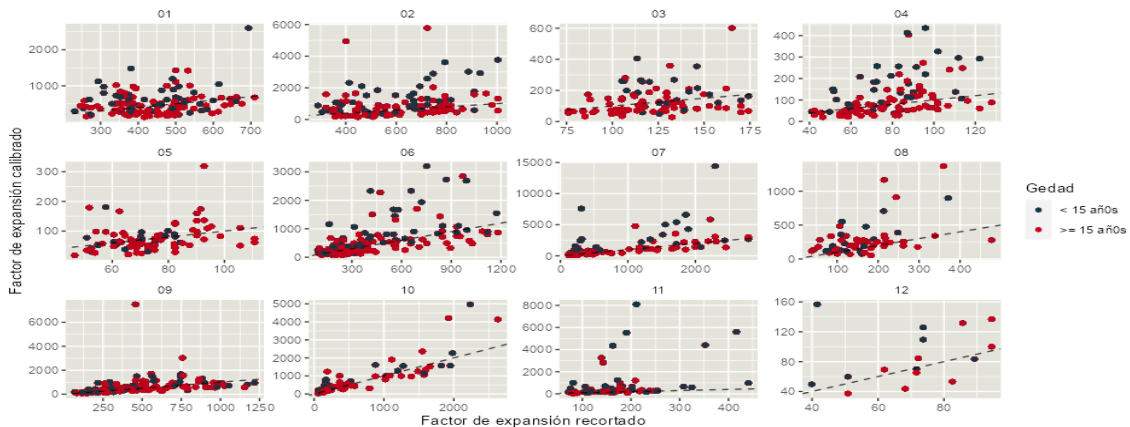 01 02 03 04
2000
1000
300 400 500 600 700
6000
4000
2000
0
400 600 800 1000
600
400
200
0
75 100 125 150 175
400
300
200
100
0
40 60 80 100 120
05 06 07 08
300
200
100
60 80 100
3000
2000
1000
0
0 300 600 900 1200
15000
10000
5000
0
0 1000 2000
1000
500
0
100 200 300 400
09 10 11 12
6000
4000
2000
0
250 500 750 1000 1250
5000
4000
3000
2000
1000
0
0 1000 2000
8000
6000
4000
2000
0
100 200 300 400
160
120
80
40
40 60 80
Factor de expansión calibrado
Factor de expansión recortado
Gedad
< 15 añ0s
>= 15 añ0s